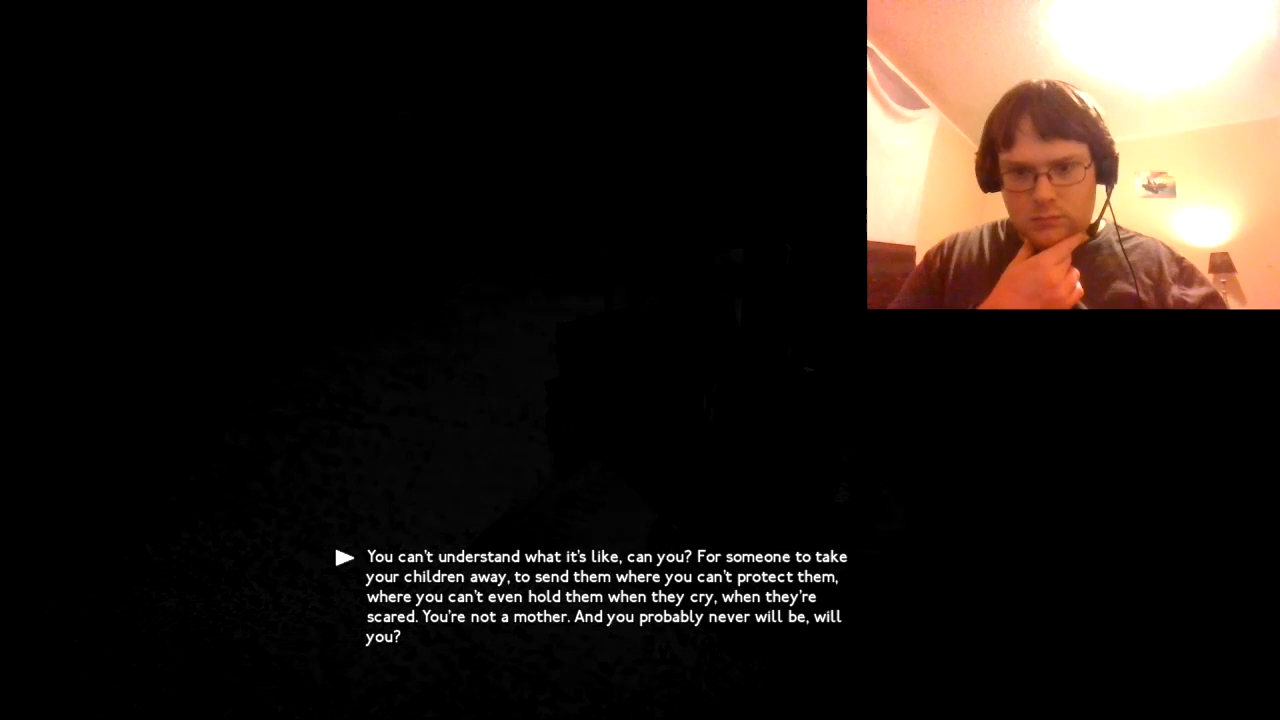 You can't understand what it's like, can you? For someone to take
your children away, to send them where you can't protect them,
where you can't even hold them when they cry, when they're
scared. You're not a mother. And you probably never will be, will
you?